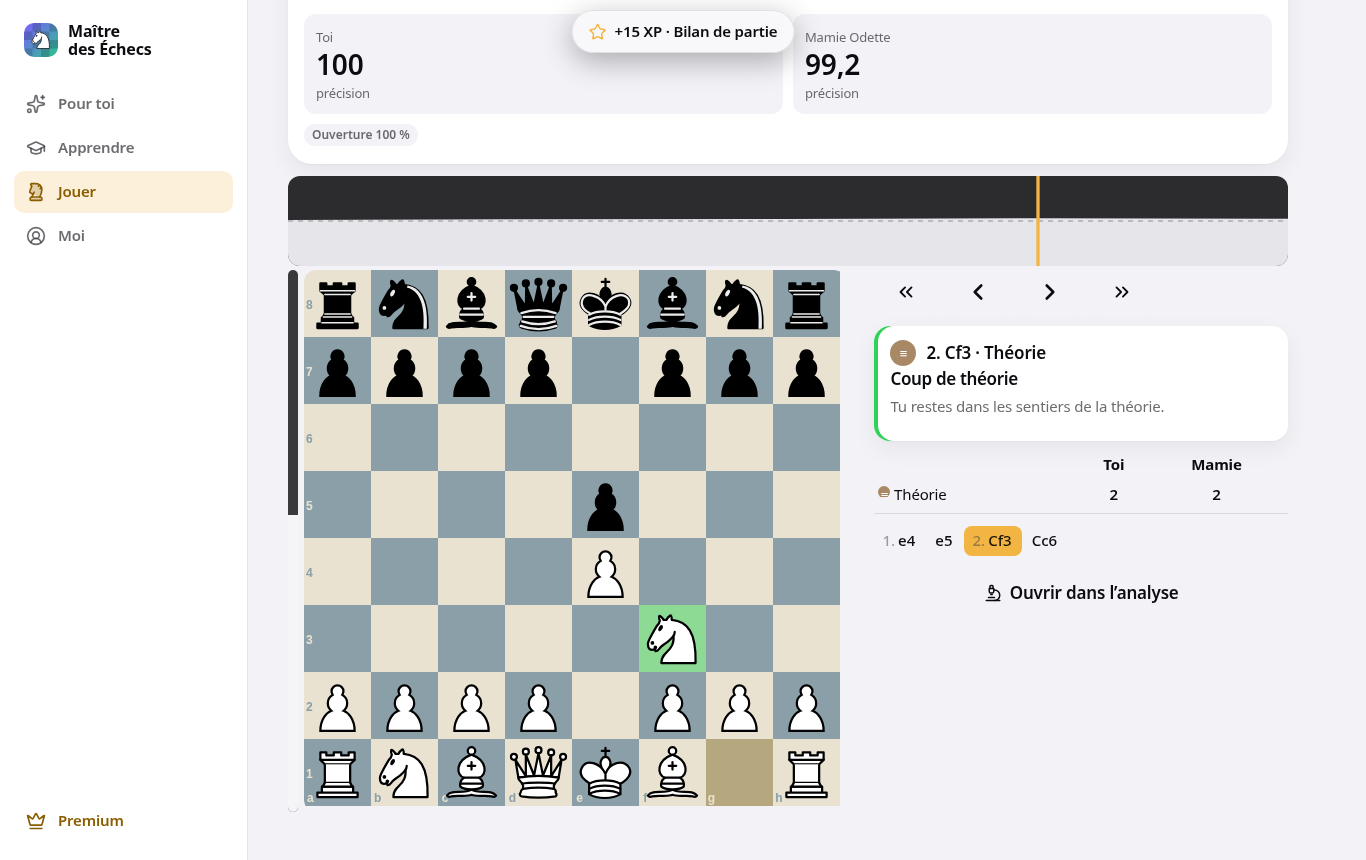 Maître
des Échecs
Pour toi
Apprendre
Jouer
Moi
Premium
+15 XP · Bilan de partie
Toi
100
précision
Mamie Odette
99,2
précision
Ouverture 100 %
8
7
6
5
4
3
2
1
a
b
c
d
e
f
g
h
2. Cf3 · Théorie
Coup de théorie
Tu restes dans les sentiers de la théorie.
Toi Mamie
Théorie 2 2
1. e4 e5 2. Cf3 Cc6
Ouvrir dans l’analyse